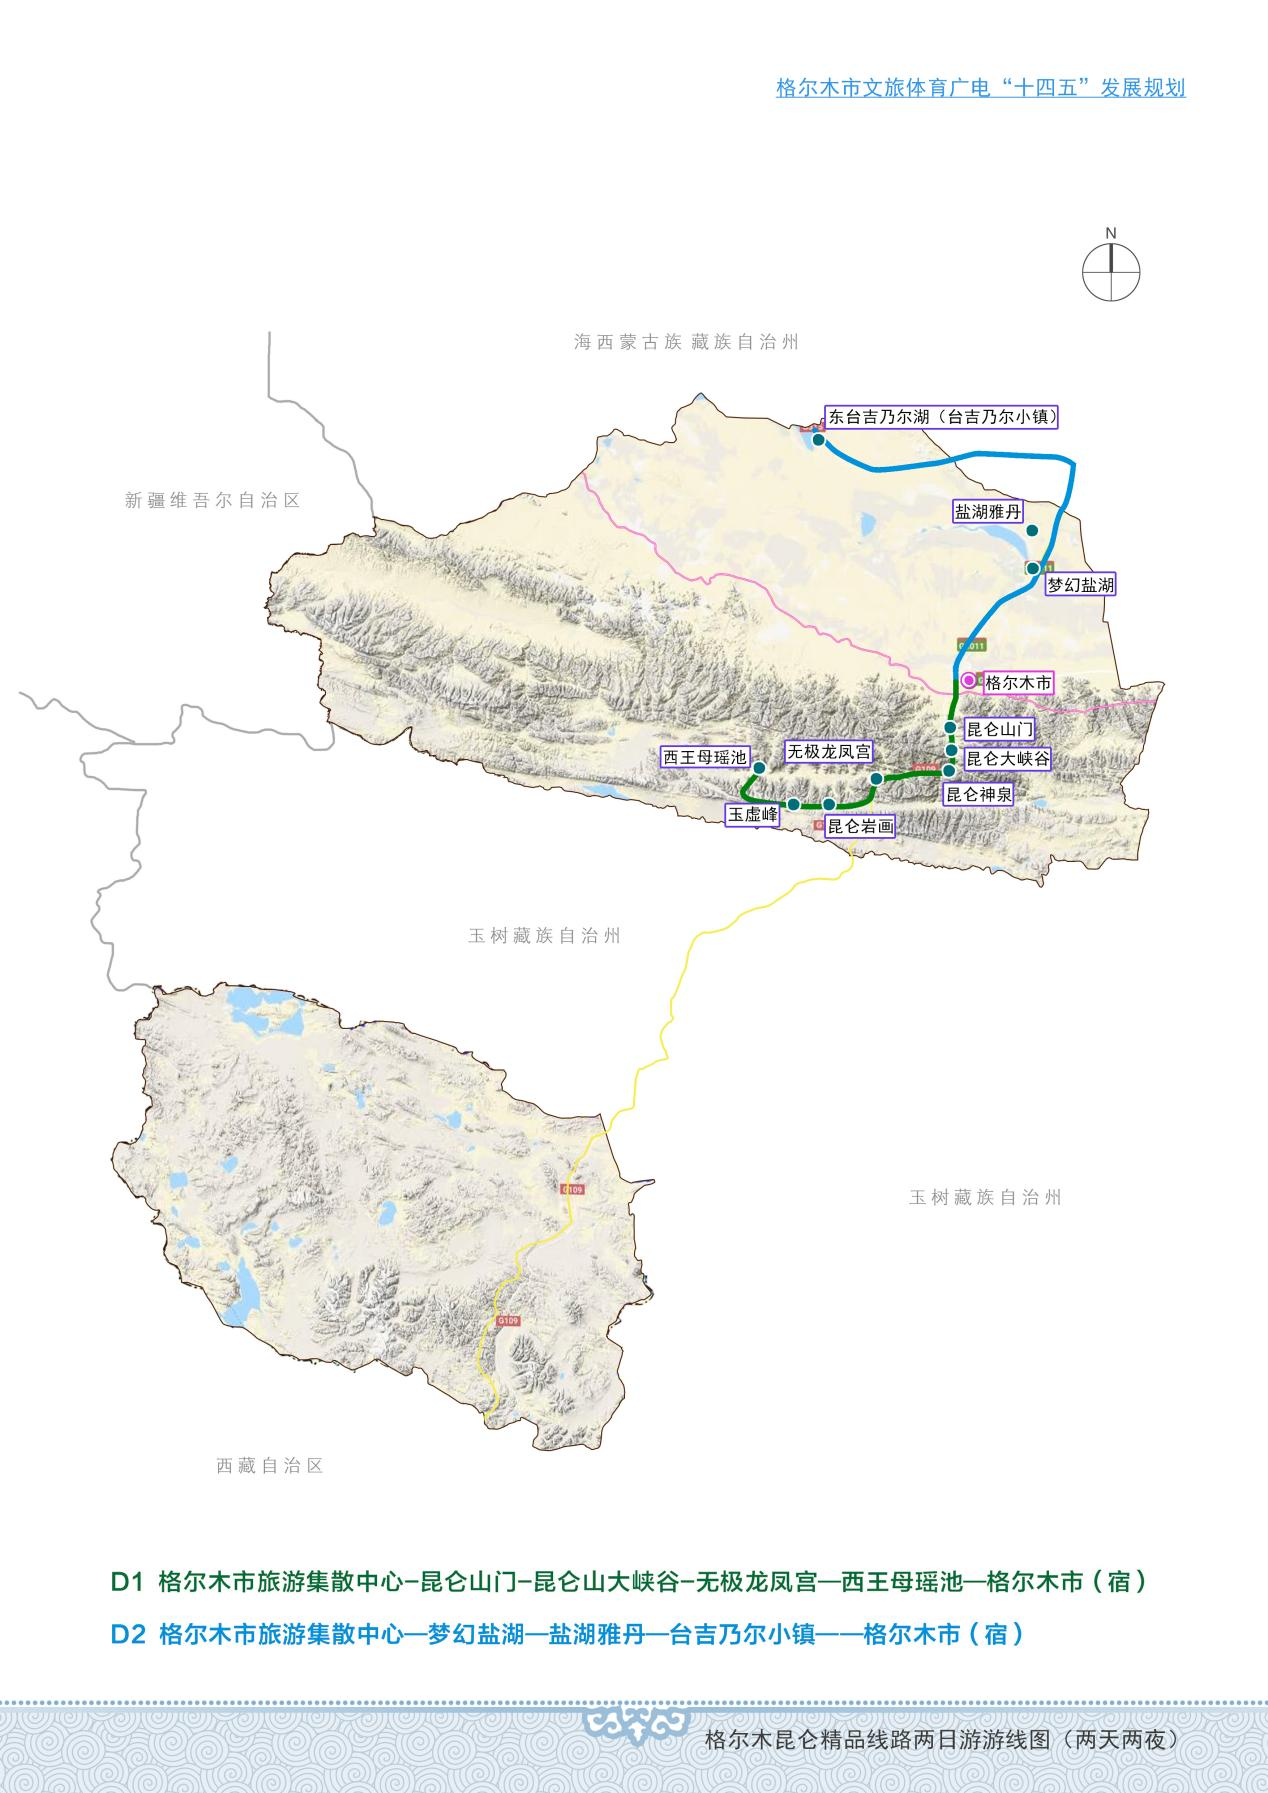 格尔木市文旅体育广电“十四五”发展规划
N
海西蒙古族 藏族自治州
东台吉乃尔湖（台吉乃尔小镇）
新疆维吾尔自治区
盐湖雅丹
梦幻盐湖
格尔木市
昆仑山门
西王母瑶池
无极龙凤宫
昆仑大峡谷
G109
昆仑神泉
玉虚峰
昆仑岩画
玉树藏族自治州
G109
玉树藏族自治州
G109
西藏自治区
D1 格尔木市旅游集散中心–昆仑山门–昆仑山大峡谷–无极龙凤宫—西王母瑶池—格尔木市（宿）
D2 格尔木市旅游集散中心—梦幻盐湖—盐湖雅丹—台吉乃尔小镇——格尔木市（宿）
格尔木昆仑精品线路两日游游线图（两天两夜）